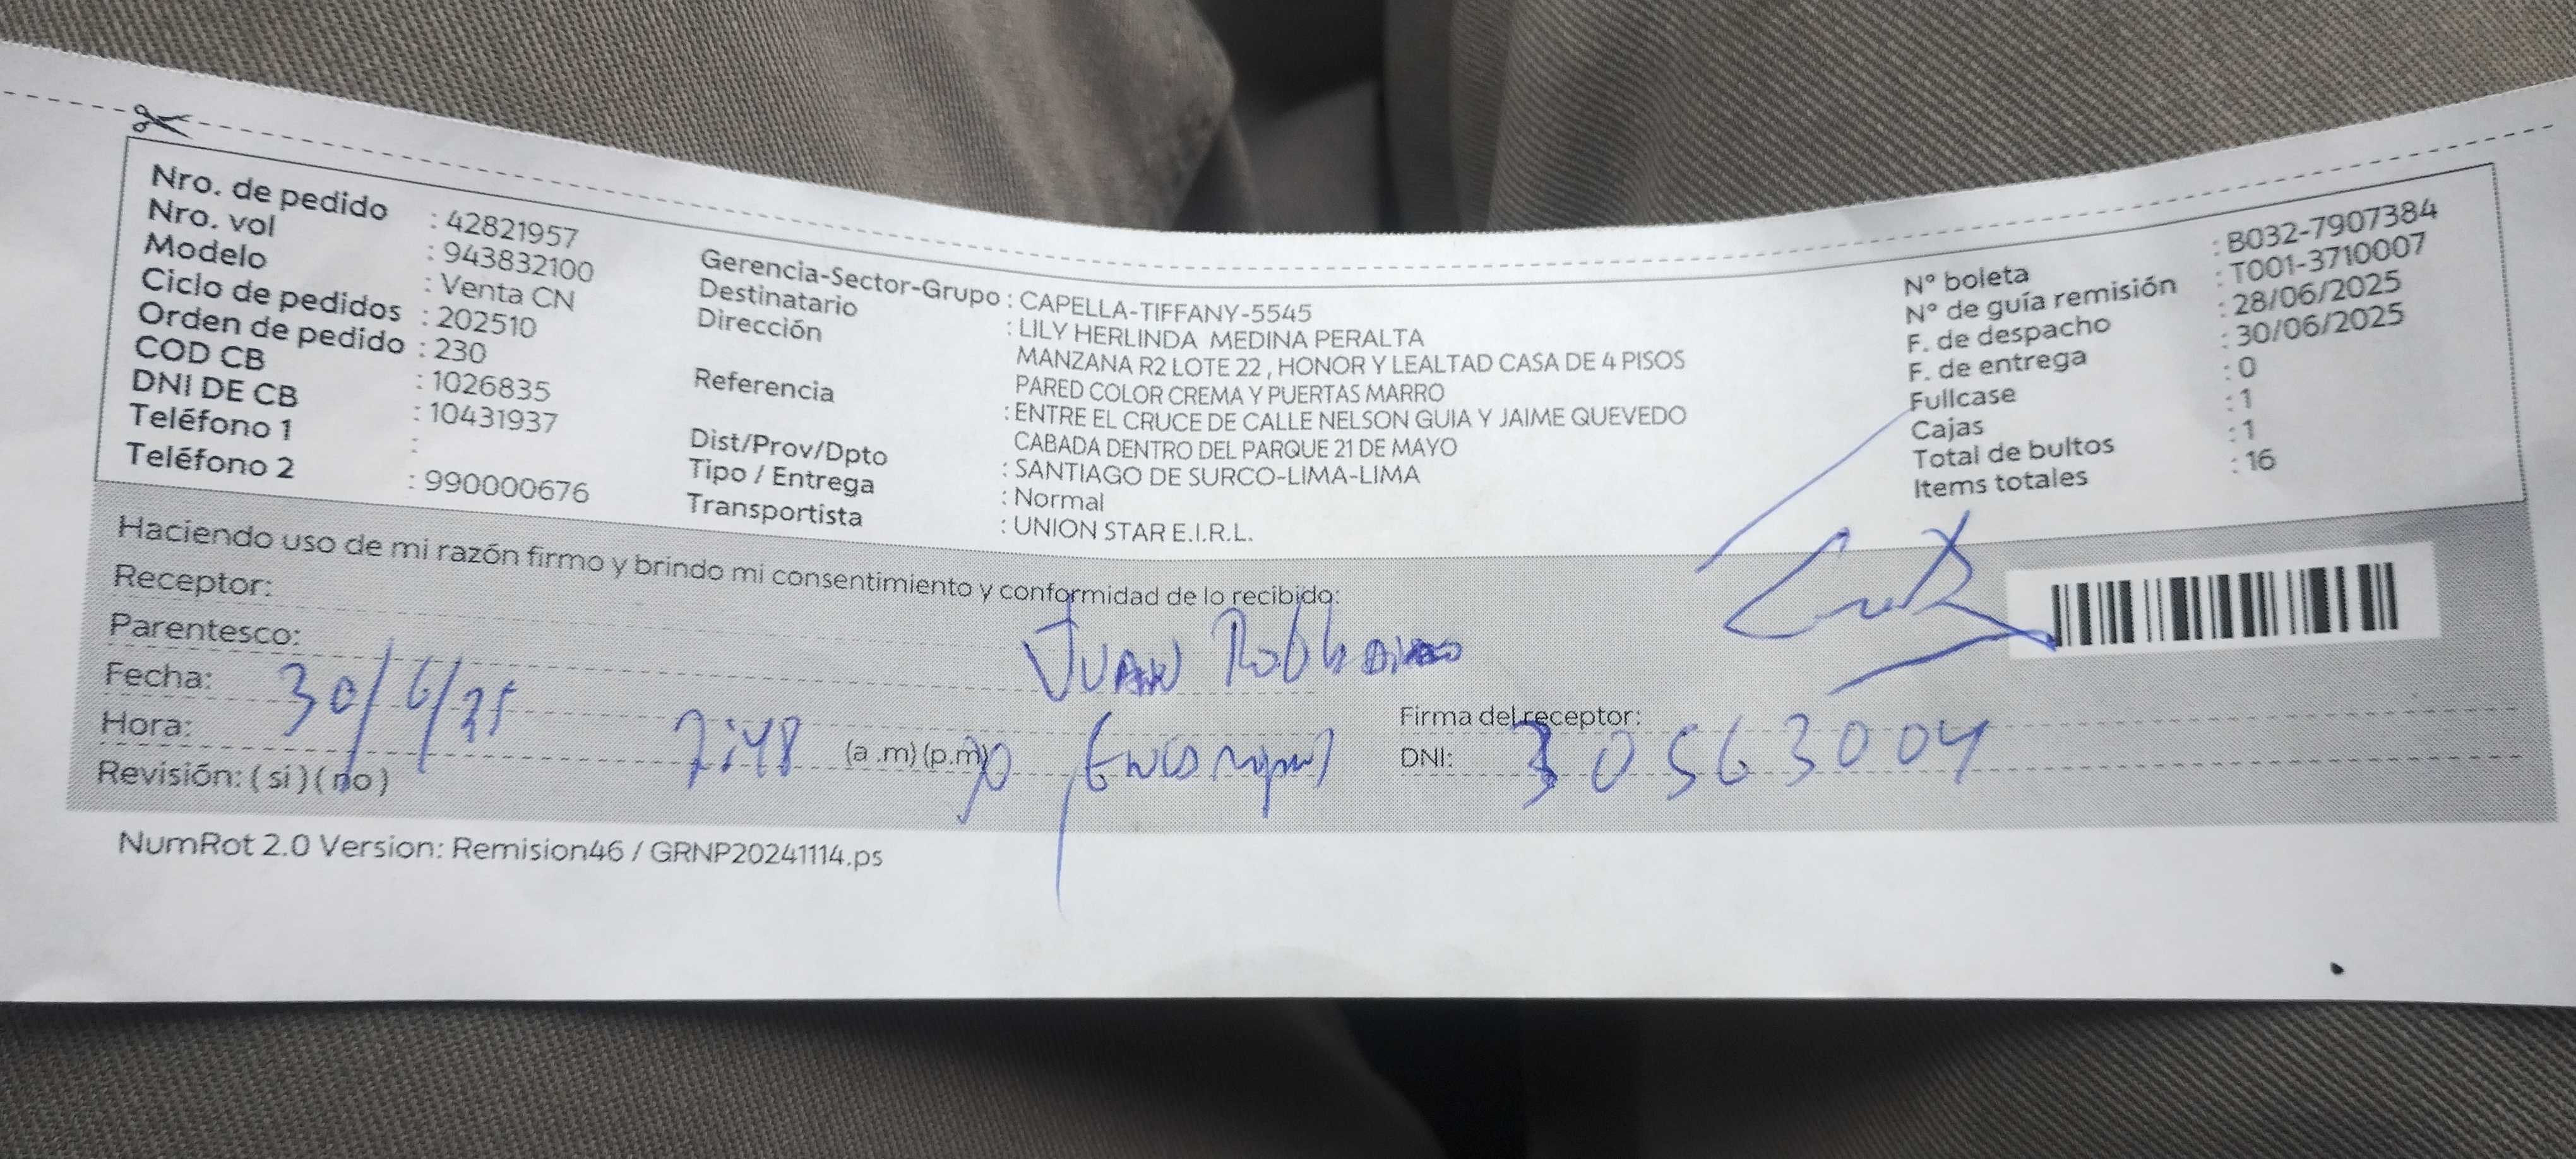 Nro. de pedido : 42821957
Nro. vol : 943832100
Modelo : Venta CN
Ciclo de pedidos : 202510
Orden de pedido : 230
COD CB : 1026835
DNI DE CB : 10431937
Teléfono 1 :
Teléfono 2 : 990000676
Gerencia-Sector-Grupo : CAPELLA-TIFFANY-5545
Destinatario : LILY HERLINDA MEDINA PERALTA
Dirección MANZANA R2 LOTE 22 , HONOR Y LEALTAD CASA DE 4 PISOS
PARED COLOR CREMA Y PUERTAS MARRO
Referencia : ENTRE EL CRUCE DE CALLE NELSON GUIA Y JAIME QUEVEDO
CABADA DENTRO DEL PARQUE 21 DE MAYO
Dist/Prov/Dpto : SANTIAGO DE SURCO-LIMA-LIMA
Tipo / Entrega : Normal
Transportista : UNION STAR E.I.R.L.
N° boleta : B032-7907384
N° de guía remisión : T001-3710007
F. de despacho : 28/06/2025
F. de entrega : 30/06/2025
Fullcase : 0
Cajas : 1
Total de bultos : 1
Items totales : 16
Haciendo uso de mi razón firmo y brindo mi consentimiento y conformidad de lo recibido:
Receptor: Juan
Parentesco:
Fecha: 30/6/25
Hora: 7:48 (a .m) (p.m)
Revisión: ( si ) ( no )
Firma del receptor:
DNI: 30563004
NumRot 2.0 Version: Remision46 / GRNP20241114.ps